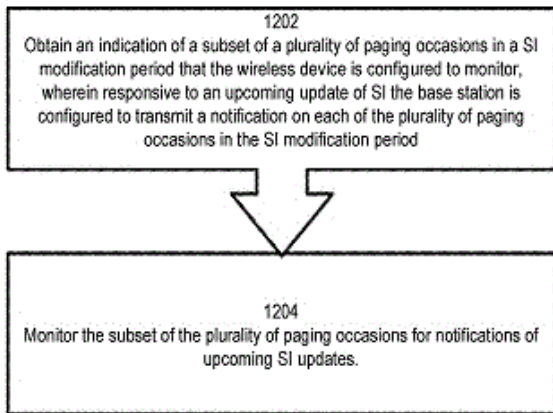 1202
Obtain an indication of a subset of a plurality of paging occasions in a SI
modification period that the wireless device is configured to monitor,
wherein responsive to an upcoming update of SI the base station is
configured to transmit a notification on each of the plurality of paging
occasions in the SI modification period
1204
Monitor the subset of the plurality of paging occasions for notifications of
upcoming SI updates.